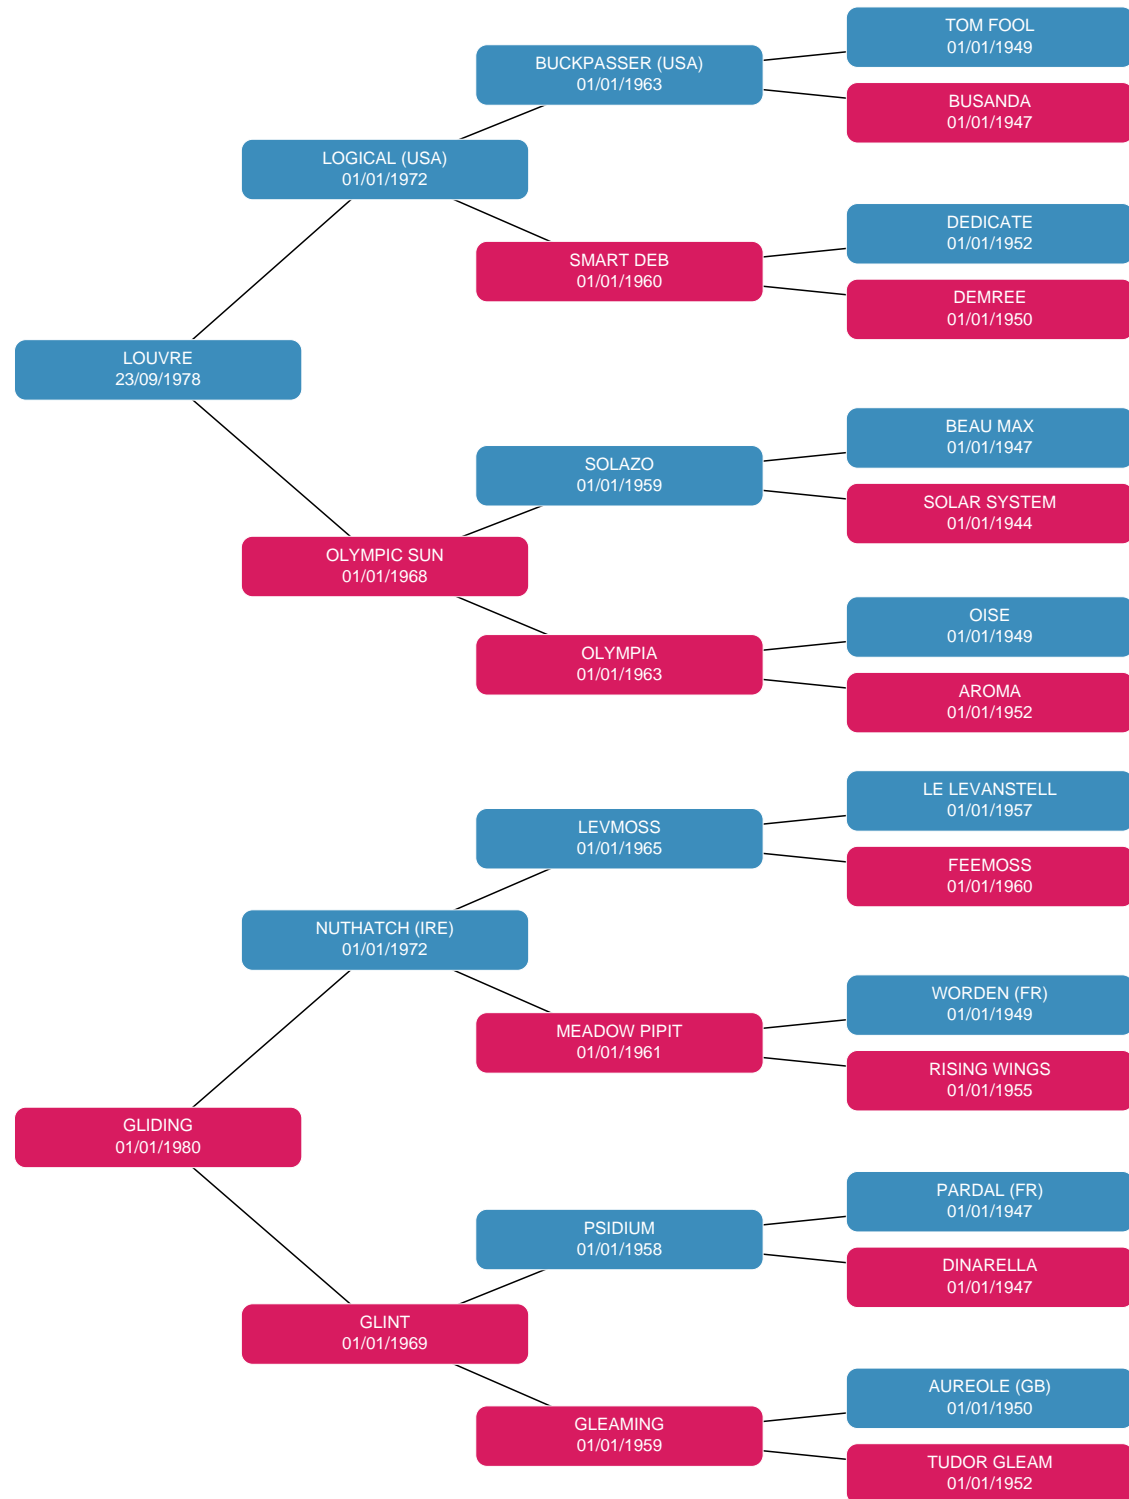 TOM FOOL
01/01/1949
BUCKPASSER (USA)
01/01/1963
BUSANDA
01/01/1947
LOGICAL (USA)
01/01/1972
DEDICATE
01/01/1952
SMART DEB
01/01/1960
DEMREE
01/01/1950
LOUVRE
23/09/1978
BEAU MAX
01/01/1947
SOLAZO
01/01/1959
SOLAR SYSTEM
01/01/1944
OLYMPIC SUN
01/01/1968
OISE
01/01/1949
OLYMPIA
01/01/1963
AROMA
01/01/1952
LE LEVANSTELL
01/01/1957
LEVMOSS
01/01/1965
FEEMOSS
01/01/1960
NUTHATCH (IRE)
01/01/1972
WORDEN (FR)
01/01/1949
MEADOW PIPIT
01/01/1961
RISING WINGS
01/01/1955
GLIDING
01/01/1980
PARDAL (FR)
01/01/1947
PSIDIUM
01/01/1958
DINARELLA
01/01/1947
GLINT
01/01/1969
AUREOLE (GB)
01/01/1950
GLEAMING
01/01/1959
TUDOR GLEAM
01/01/1952